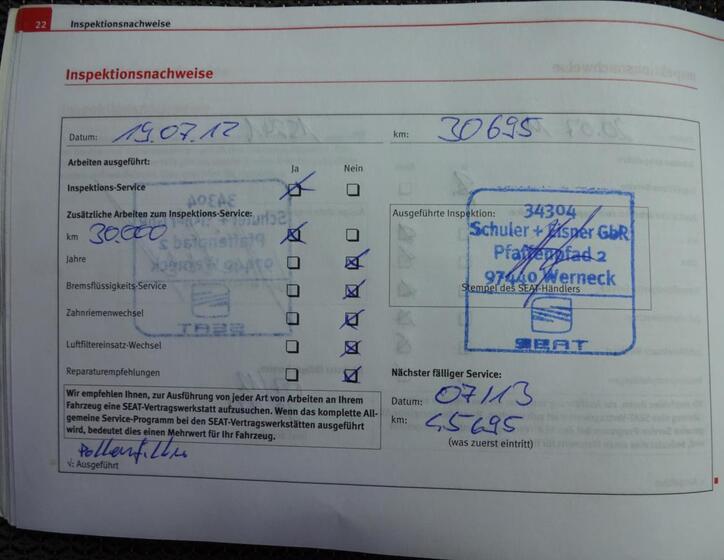 22 Inspektionsnachweise
Inspektionsnachweise
Datum: 19.07.12
km: 30695
Arbeiten ausgeführt:
Ja Nein
Inspektions-Service
Zusätzliche Arbeiten zum Inspektions-Service:
km 30.000
Jahre
Bremsflüssigkeits-Service
Zahnriemenwechsel
Luftfiltereinsatz-Wechsel
Reparaturempfehlungen
Wir empfehlen Ihnen, zur Ausführung von jeder Art von Arbeiten an Ihrem
Fahrzeug eine SEAT-Vertragswerkstatt aufzusuchen. Wenn das komplette All-
gemeine Service-Programm bei den SEAT-Vertragswerkstätten ausgeführt
wird, bedeutet dies einen Mehrwert für Ihr Fahrzeug.
Pollenfilter
√: Ausgeführt
Ausgeführte Inspektion:
34304
Schuler + Eisner GbR
Pfaffenpfad 2
97440 Werneck
Stempel des SEAT-Händlers
SEAT
Nächster fälliger Service:
Datum: 07/13
km: 45695
(was zuerst eintritt)